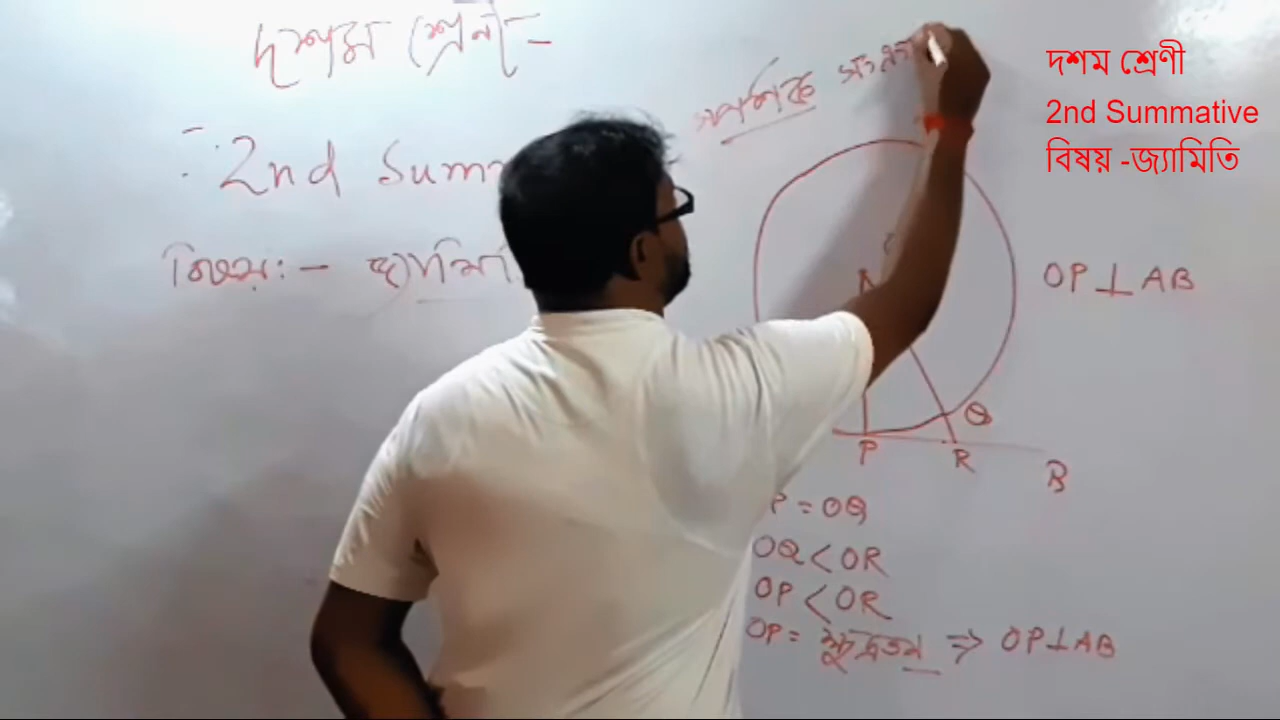 দশম শ্রেনী -
2nd Summ
বিষয়:- জ্যামি
OP ⊥ AB
Q
P
R
B
P = OQ
OQ < OR
OP < OR
OP = ক্ষুদ্রতম ⇒ OP⊥AB
দশম শ্রেণী
2nd Summative
বিষয় -জ্যামিতি